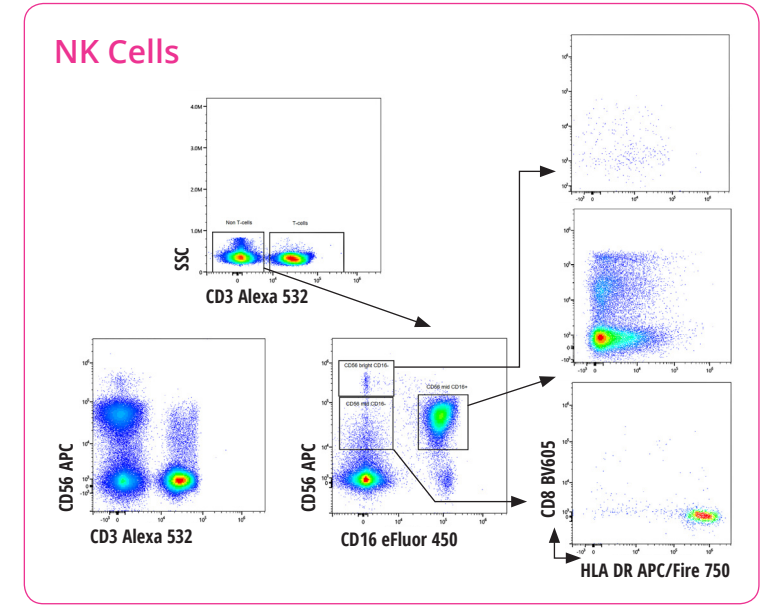 NK Cells
4.0M
3.0M
2.0M
1.0M
0
Non T-cells
T-cells
SSC
CD3 Alexa 532
CD56 APC
CD3 Alexa 532
CD56 bright CD16-
CD56 mid CD16-
CD56 mid CD16+
CD56 APC
CD16 eFluor 450
CD8 BV605
HLA DR APC/Fire 750